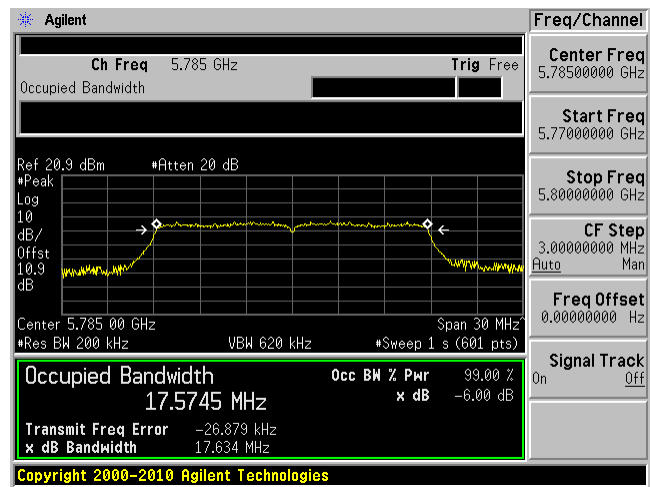 Agilent
Freq/Channel
Ch Freq 5.785 GHz Trig Free
Occupied Bandwidth
Center Freq
5.78500000 GHz
Start Freq
5.77000000 GHz
Stop Freq
5.80000000 GHz
CF Step
3.00000000 MHz
Auto Man
Freq Offset
0.00000000 Hz
Signal Track
On Off
Ref 20.9 dBm #Atten 20 dB
#Peak
Log
10
dB/
Offst
10.9
dB
Center 5.785 00 GHz Span 30 MHz^
#Res BW 200 kHz VBW 620 kHz #Sweep 1 s (601 pts)
Occupied Bandwidth Occ BW % Pwr 99.00 %
17.5745 MHz x dB -6.00 dB
Transmit Freq Error -26.879 kHz
x dB Bandwidth 17.634 MHz
Copyright 2000-2010 Agilent Technologies